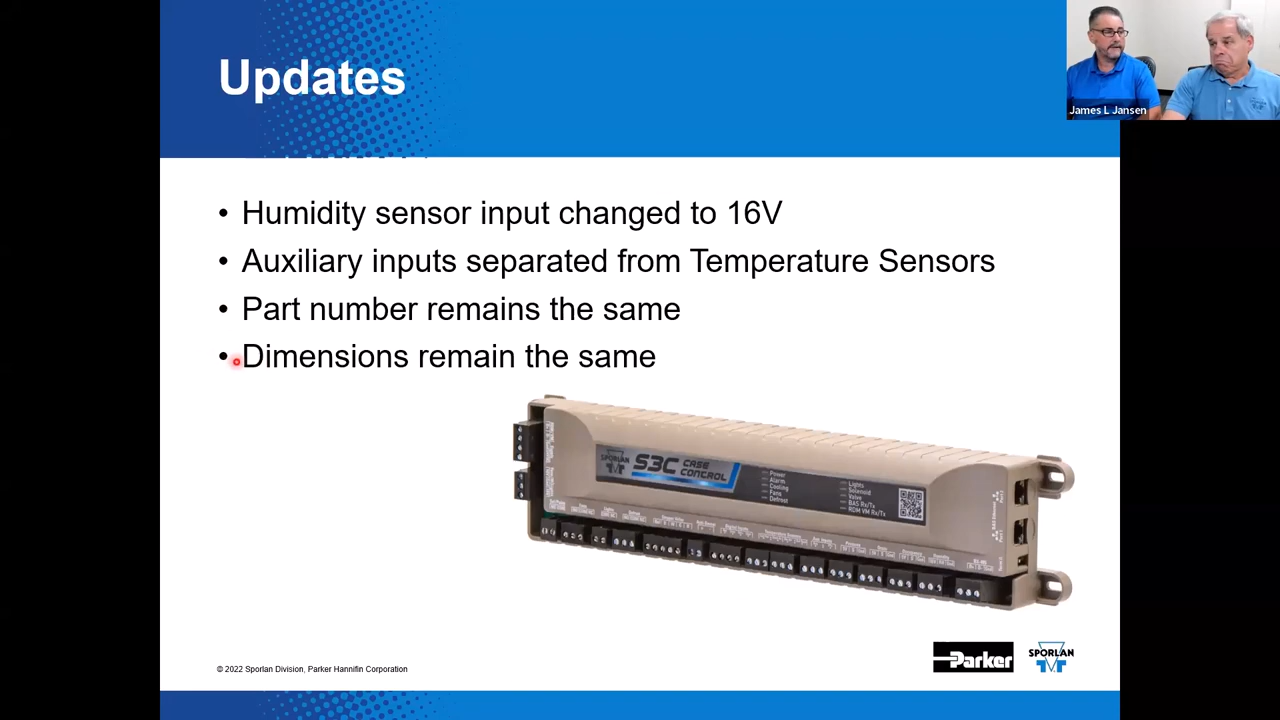 Updates
James L Jansen
• Humidity sensor input changed to 16V
• Auxiliary inputs separated from Temperature Sensors
• Part number remains the same
• Dimensions remain the same
SPORLAN
S3C CASE CONTROL
Power
Alarm
Cooling
Fans
Defrost
Lights
Solenoid
Valve
BAS Rx/Tx
RDM VM Rx/Tx
© 2022 Sporlan Division, Parker Hannifin Corporation
Parker
SPORLAN